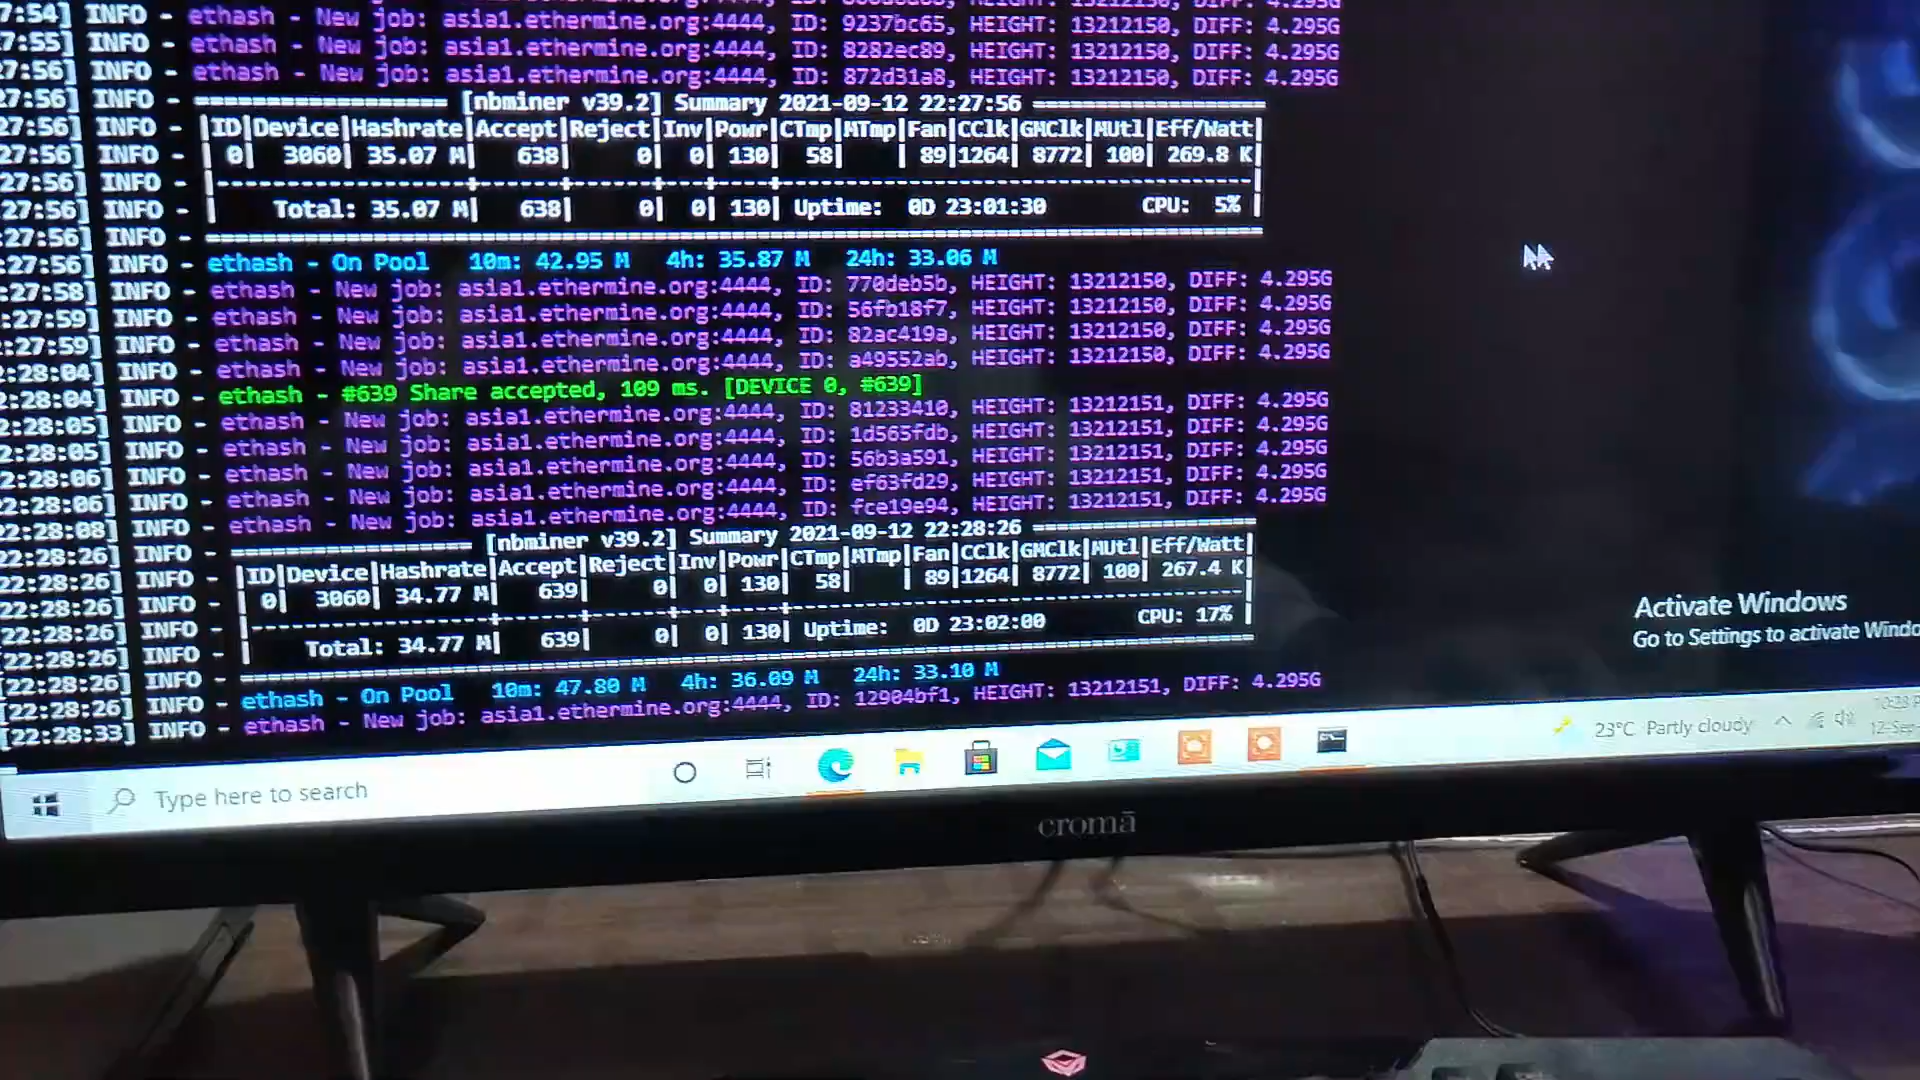 7:54] INFO -
7:55] INFO - ethash - New job: asia1.ethermine.org:4444, ID: 9237bc65, HEIGHT: 13212150, DIFF: 4.295G
7:56] INFO - ethash - New job: asia1.ethermine.org:4444, ID: 8282ec89, HEIGHT: 13212150, DIFF: 4.295G
27:56] INFO - ethash - New job: asia1.ethermine.org:4444, ID: 872d31a8, HEIGHT: 13212150, DIFF: 4.295G
27:56] INFO - =================== [nbminer v39.2] Summary 2021-09-12 22:27:56 ===================
27:56] INFO - |ID|Device|Hashrate|Accept|Reject|Inv|Powr|CTmp|MTmp|Fan|CClk|GMClk|MUtl|Eff/Watt|
27:56] INFO - | 0| 3060| 35.07 M| 638| 0| 0| 130| 58| | 89|1264| 8772| 100| 269.8 K|
27:56] INFO - |------------------+------+------+---+----+---------------------------------------|
27:56] INFO - | Total: 35.07 M| 638| 0| 0| 130| Uptime: 0D 23:01:30 CPU: 5% |
:27:56] INFO - ================================================================
:27:56] INFO - ethash - On Pool 10m: 42.95 M 4h: 35.87 M 24h: 33.06 M
:27:58] INFO - ethash - New job: asia1.ethermine.org:4444, ID: 770deb5b, HEIGHT: 13212150, DIFF: 4.295G
:27:59] INFO - ethash - New job: asia1.ethermine.org:4444, ID: 56fb18f7, HEIGHT: 13212150, DIFF: 4.295G
:27:59] INFO - ethash - New job: asia1.ethermine.org:4444, ID: 82ac419a, HEIGHT: 13212150, DIFF: 4.295G
2:28:04] INFO - ethash - New job: asia1.ethermine.org:4444, ID: a49552ab, HEIGHT: 13212150, DIFF: 4.295G
2:28:04] INFO - ethash - #639 Share accepted, 109 ms. [DEVICE 0, #639]
2:28:05] INFO - ethash - New job: asia1.ethermine.org:4444, ID: 81233410, HEIGHT: 13212151, DIFF: 4.295G
2:28:05] INFO - ethash - New job: asia1.ethermine.org:4444, ID: 1d565fdb, HEIGHT: 13212151, DIFF: 4.295G
2:28:06] INFO - ethash - New job: asia1.ethermine.org:4444, ID: 56b3a591, HEIGHT: 13212151, DIFF: 4.295G
2:28:06] INFO - ethash - New job: asia1.ethermine.org:4444, ID: ef63fd29, HEIGHT: 13212151, DIFF: 4.295G
2:28:08] INFO - ethash - New job: asia1.ethermine.org:4444, ID: fce19e94, HEIGHT: 13212151, DIFF: 4.295G
22:28:26] INFO - =================== [nbminer v39.2] Summary 2021-09-12 22:28:26 ===================
22:28:26] INFO - |ID|Device|Hashrate|Accept|Reject|Inv|Powr|CTmp|MTmp|Fan|CClk|GMClk|MUtl|Eff/Watt|
22:28:26] INFO - | 0| 3060| 34.77 M| 639| 0| 0| 130| 58| | 89|1264| 8772| 100| 267.4 K|
22:28:26] INFO - |------------------+------+------+---+----+---------------------------------------|
22:28:26] INFO - | Total: 34.77 M| 639| 0| 0| 130| Uptime: 0D 23:02:00 CPU: 17% |
[22:28:26] INFO - ================================================================
[22:28:26] INFO - ethash - On Pool 10m: 47.80 M 4h: 36.09 M 24h: 33.10 M
[22:28:33] INFO - ethash - New job: asia1.ethermine.org:4444, ID: 12904bf1, HEIGHT: 13212151, DIFF: 4.295G
Activate Windows
Go to Settings to activate Windo
Type here to search
23°C Partly cloudy
cromā